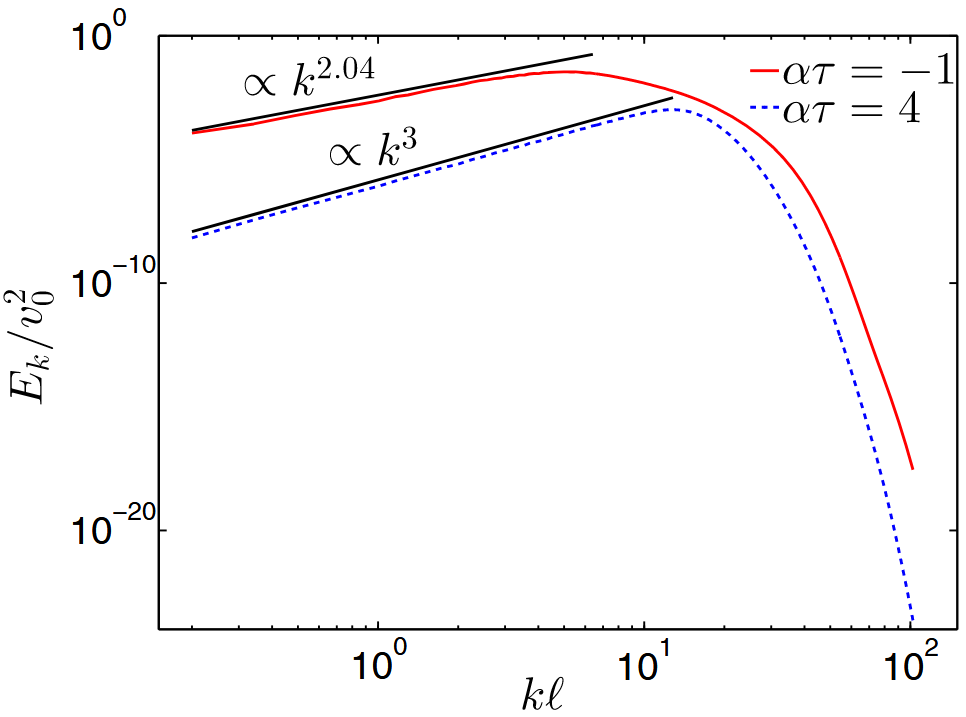 10^0
∝ k^{2.04}
∝ k^3
ατ = −1
ατ = 4
10^{−10}
E_k/v_0^2
10^{−20}
10^0
10^1
10^2
kℓ